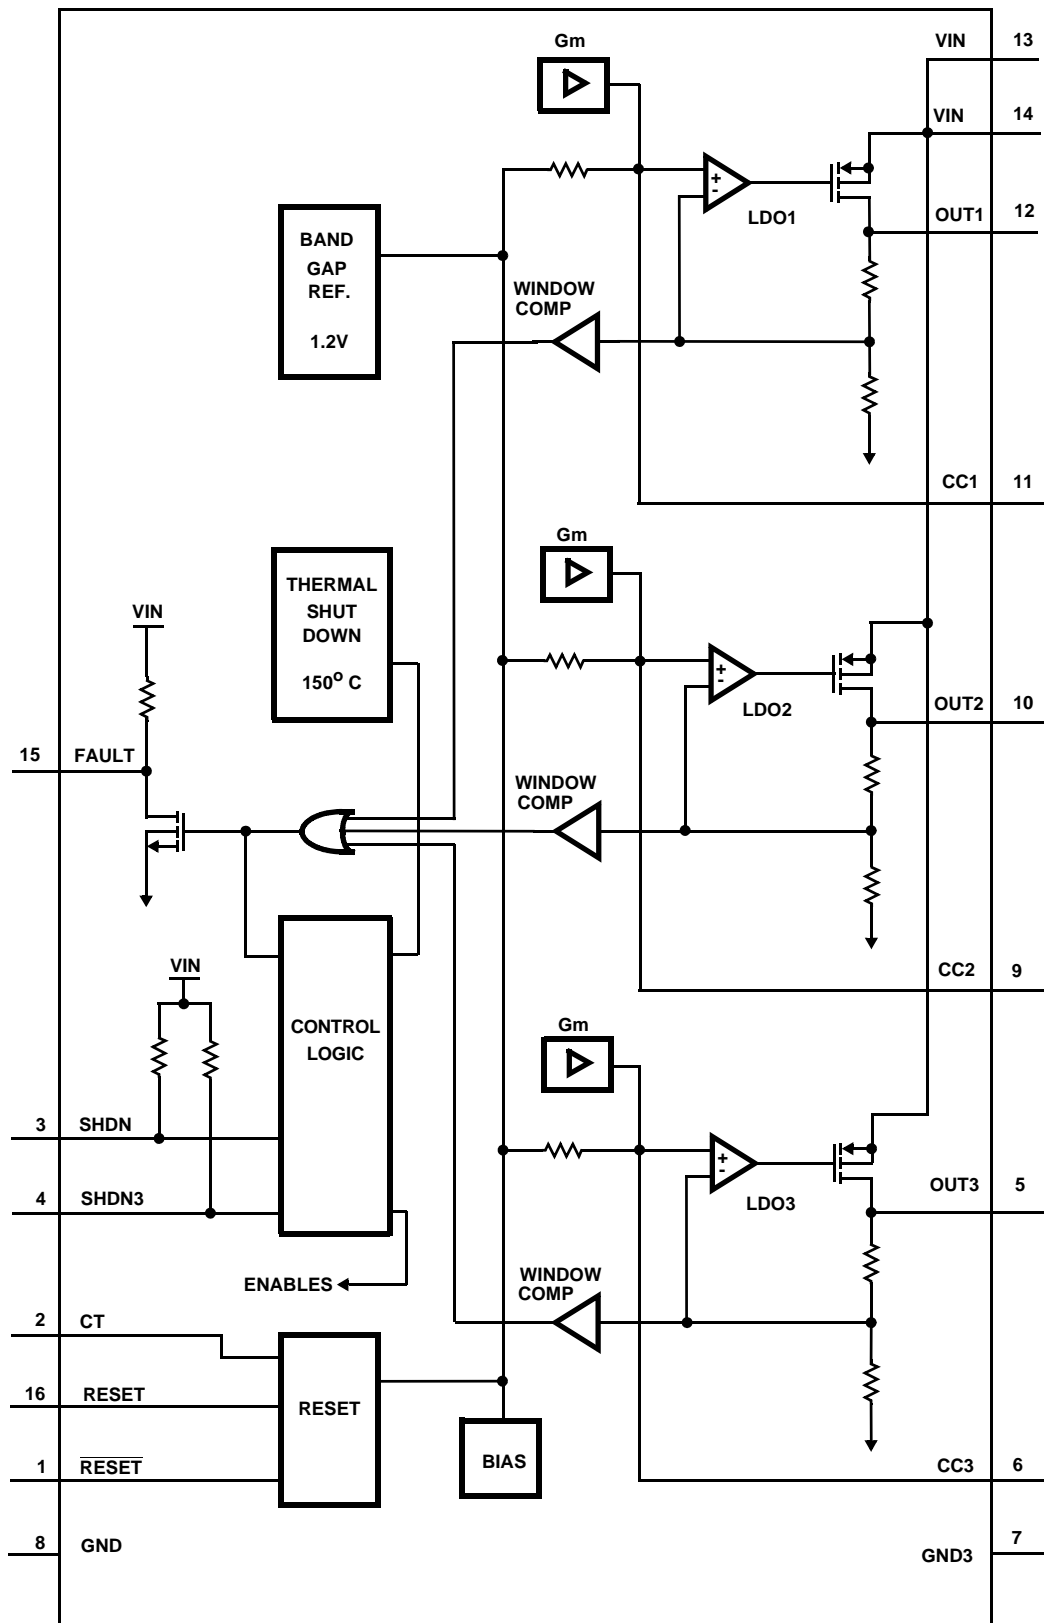 Gm
VIN 13
VIN 14
+
-
LDO1
OUT1 12
BAND
GAP
REF.
1.2V
WINDOW
COMP
CC1 11
Gm
THERMAL
SHUT
DOWN
150° C
VIN
+
-
LDO2
OUT2 10
15 FAULT
WINDOW
COMP
VIN
CC2 9
CONTROL
LOGIC
Gm
3 SHDN
4 SHDN3
+
-
LDO3
OUT3 5
ENABLES
WINDOW
COMP
2 CT
16 RESET
RESET
1 R̅E̅S̅E̅T̅
BIAS
CC3 6
8 GND
GND3 7